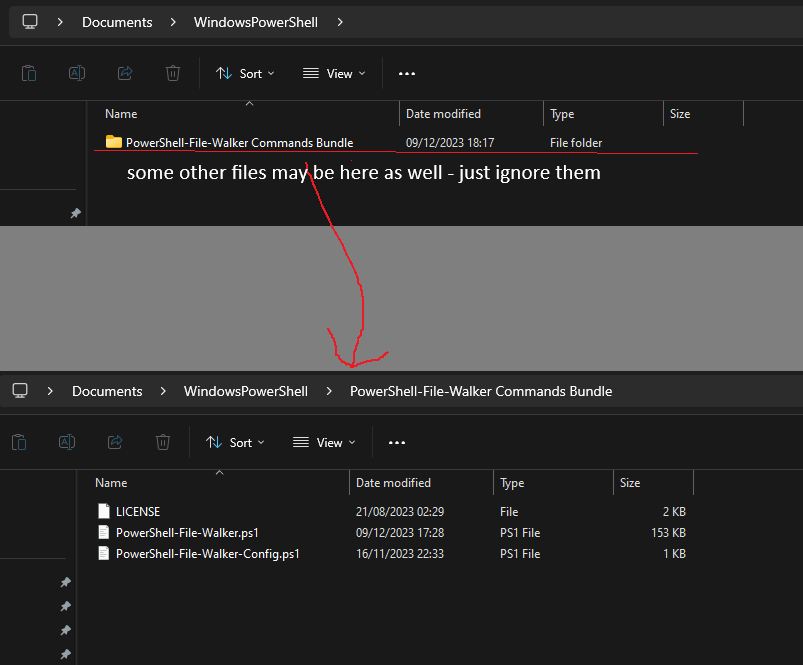 Documents > WindowsPowerShell >
Sort View ...
Name Date modified Type Size
PowerShell-File-Walker Commands Bundle 09/12/2023 18:17 File folder
some other files may be here as well - just ignore them
Documents > WindowsPowerShell > PowerShell-File-Walker Commands Bundle
Sort View ...
Name Date modified Type Size
LICENSE 21/08/2023 02:29 File 2 KB
PowerShell-File-Walker.ps1 09/12/2023 17:28 PS1 File 153 KB
PowerShell-File-Walker-Config.ps1 16/11/2023 22:33 PS1 File 1 KB